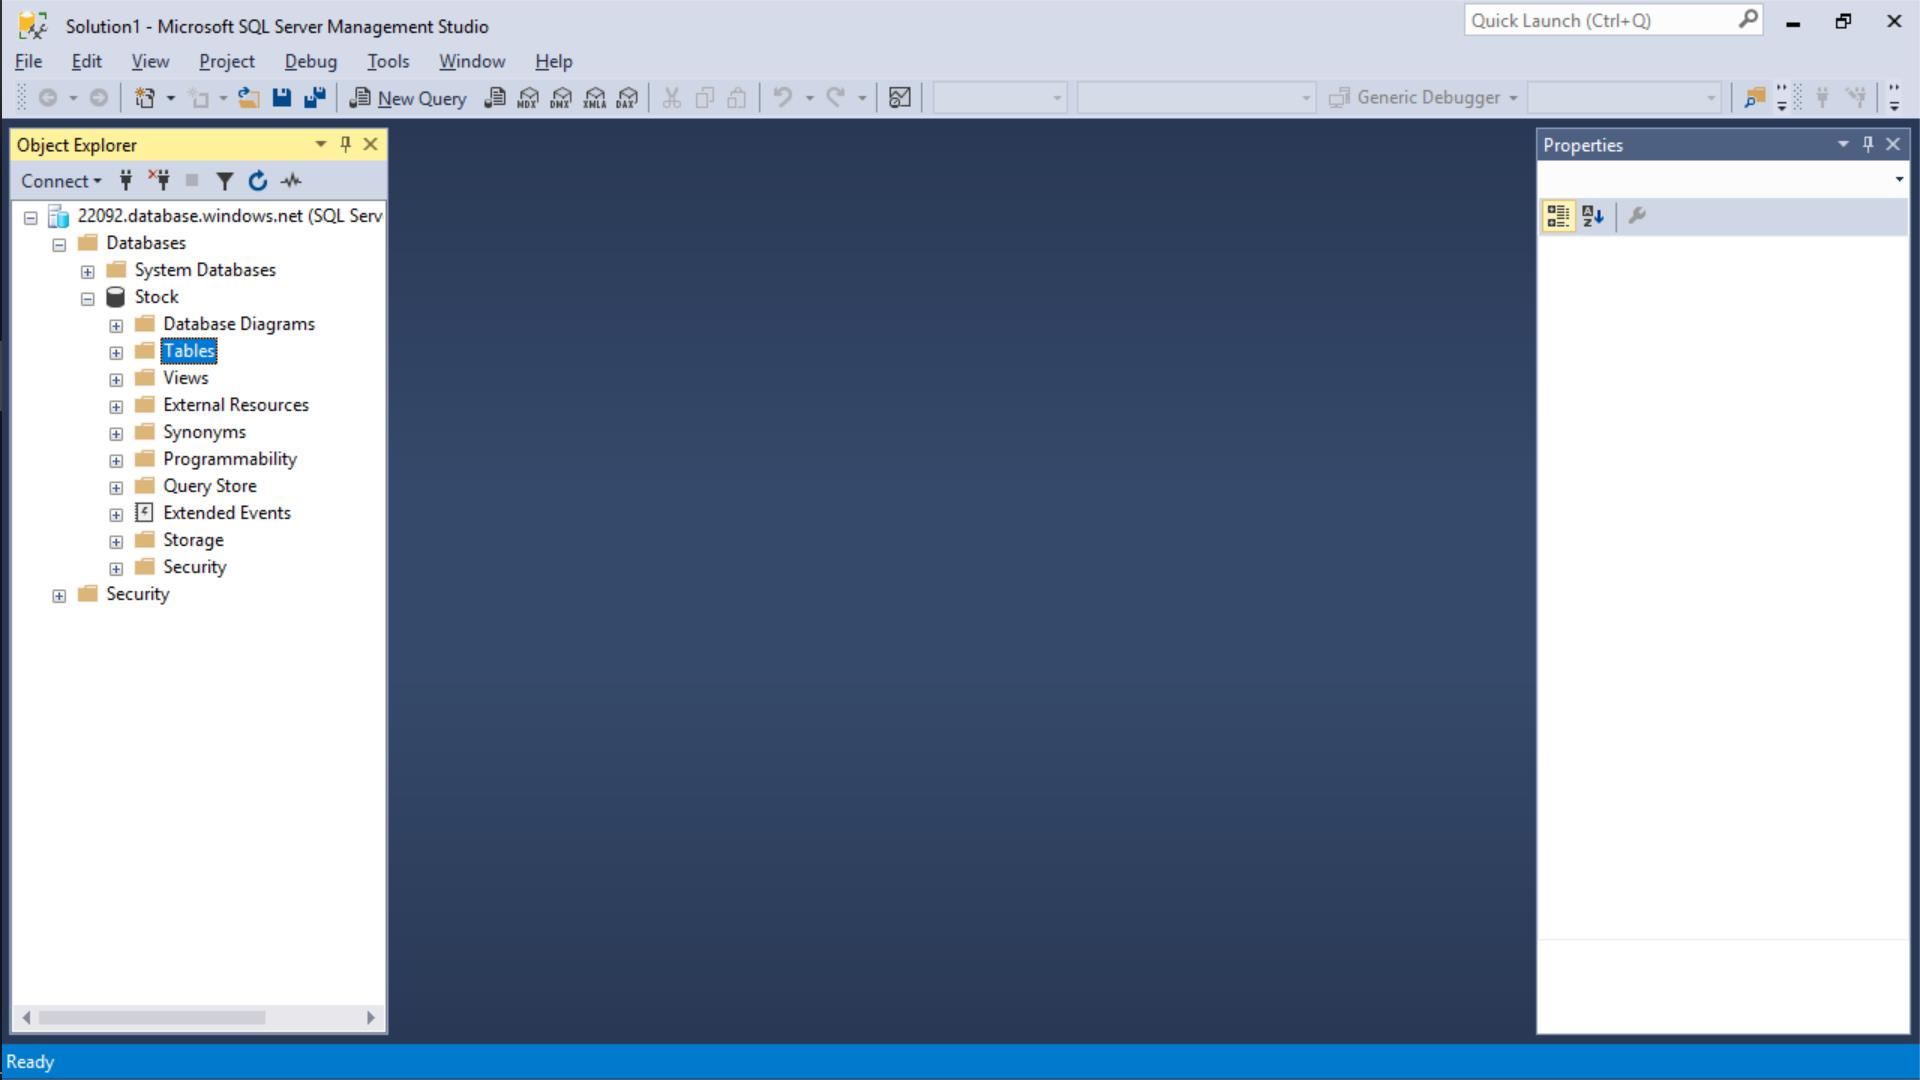 Solution1 - Microsoft SQL Server Management Studio
Quick Launch (Ctrl+Q)
File Edit View Project Debug Tools Window Help
New Query MDX DMX XMLA DAX Generic Debugger
Object Explorer
Connect
22092.database.windows.net (SQL Serv
Databases
System Databases
Stock
Database Diagrams
Tables
Views
External Resources
Synonyms
Programmability
Query Store
Extended Events
Storage
Security
Security
Properties
A
Z
Ready